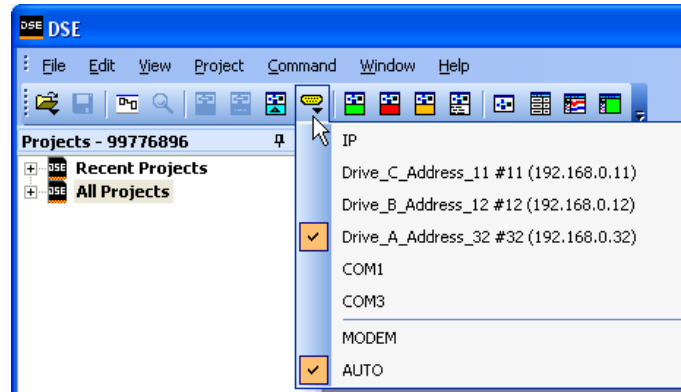 DSE DSE
File Edit View Project Command Window Help
Projects - 99776896
DSE Recent Projects
DSE All Projects
IP
Drive_C_Address_11 #11 (192.168.0.11)
Drive_B_Address_12 #12 (192.168.0.12)
Drive_A_Address_32 #32 (192.168.0.32)
COM1
COM3
MODEM
AUTO